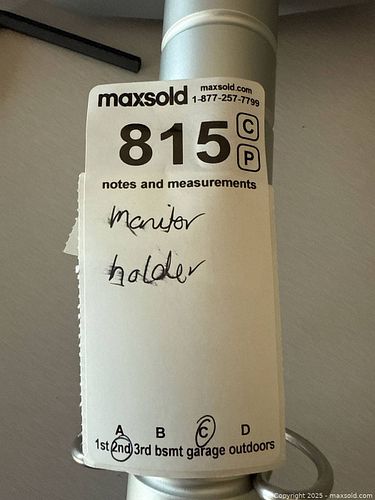 maxsold maxsold.com
1-877-257-7799
815 C
P
notes and measurements
monitor
holder
A B C D
1st 2nd 3rd bsmt garage outdoors
Copyright 2025 - maxsold.com